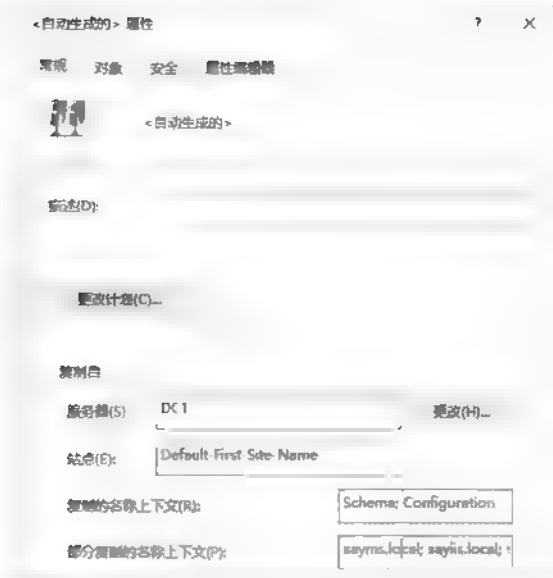 <自动生成的> 属性 ? ×
常规 对象 安全 属性编辑器
<自动生成的>
描述(D):
更改计划(C)...
复制自
服务器(S) DC1 更改(H)...
站点(E): Default-First-Site-Name
复制的名称上下文(R): Schema; Configuration
部分复制的名称上下文(P): sayms.local; sayiis.local; s